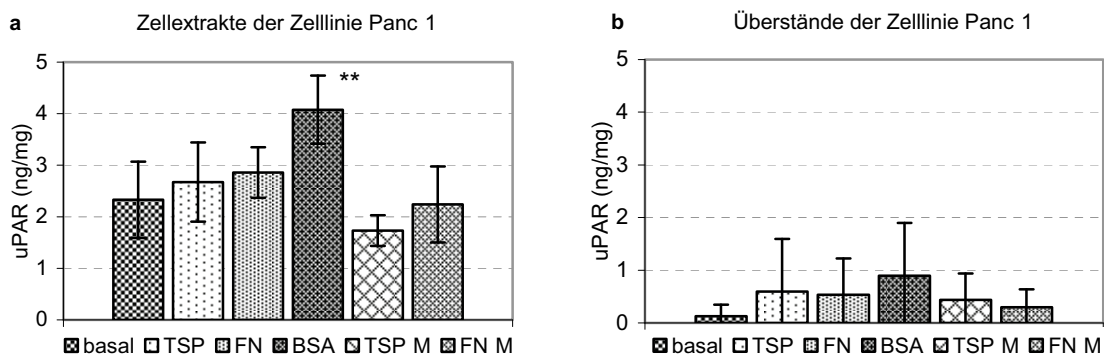 a Zellextrakte der Zelllinie Panc 1
uPAR (ng/mg)
5
4
3
2
1
0
**
basal TSP FN BSA TSP M FN M
b Überstände der Zelllinie Panc 1
uPAR (ng/mg)
5
4
3
2
1
0
basal TSP FN BSA TSP M FN M